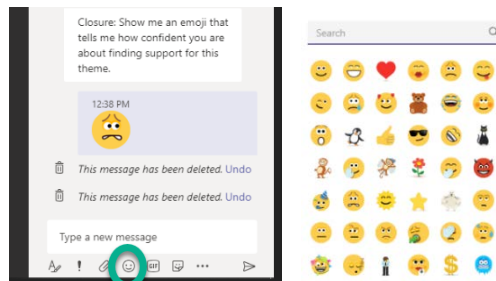 Closure: Show me an emoji that
tells me how confident you are
about finding support for this
theme.
12:38 PM
This message has been deleted. Undo
This message has been deleted. Undo
Type a new message
GIF
Search